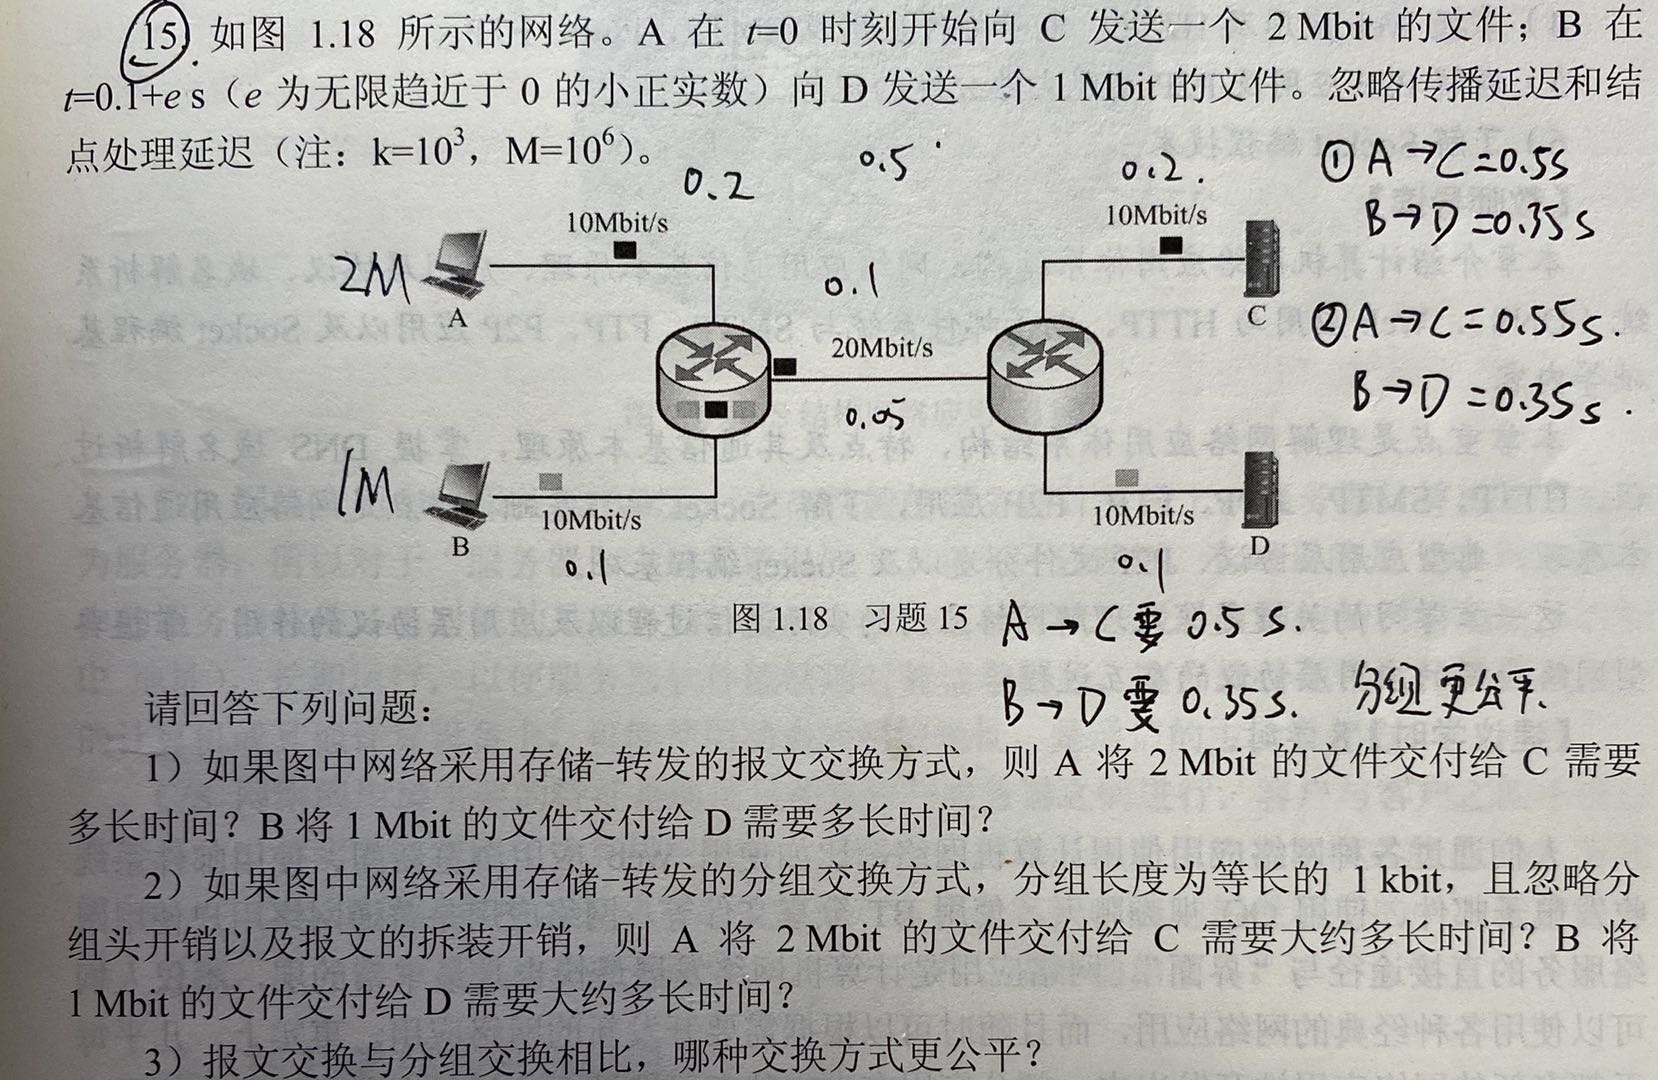 15. 如图 1.18 所示的网络。A 在 t=0 时刻开始向 C 发送一个 2 Mbit 的文件；B 在
t=0.1+e s（e 为无限趋近于 0 的小正实数）向 D 发送一个 1 Mbit 的文件。忽略传播延迟和结
点处理延迟（注：k=10³，M=10⁶）。
0.2
0.5
0.2.
① A→C=0.5s
B→D=0.35s
10Mbit/s
10Mbit/s
2M
A
0.1
C
② A→C=0.55s.
20Mbit/s
B→D=0.35s.
0.05
1M
10Mbit/s
10Mbit/s
B
D
0.1
0.1
图 1.18 习题 15
A→C要 0.5s.
B→D要 0.35s. 分组更公平.
请回答下列问题：
1）如果图中网络采用存储-转发的报文交换方式，则 A 将 2 Mbit 的文件交付给 C 需要
多长时间？B 将 1 Mbit 的文件交付给 D 需要多长时间？
2）如果图中网络采用存储-转发的分组交换方式，分组长度为等长的 1 kbit，且忽略分
组头开销以及报文的拆装开销，则 A 将 2 Mbit 的文件交付给 C 需要大约多长时间？B 将
1 Mbit 的文件交付给 D 需要大约多长时间？
3）报文交换与分组交换相比，哪种交换方式更公平？